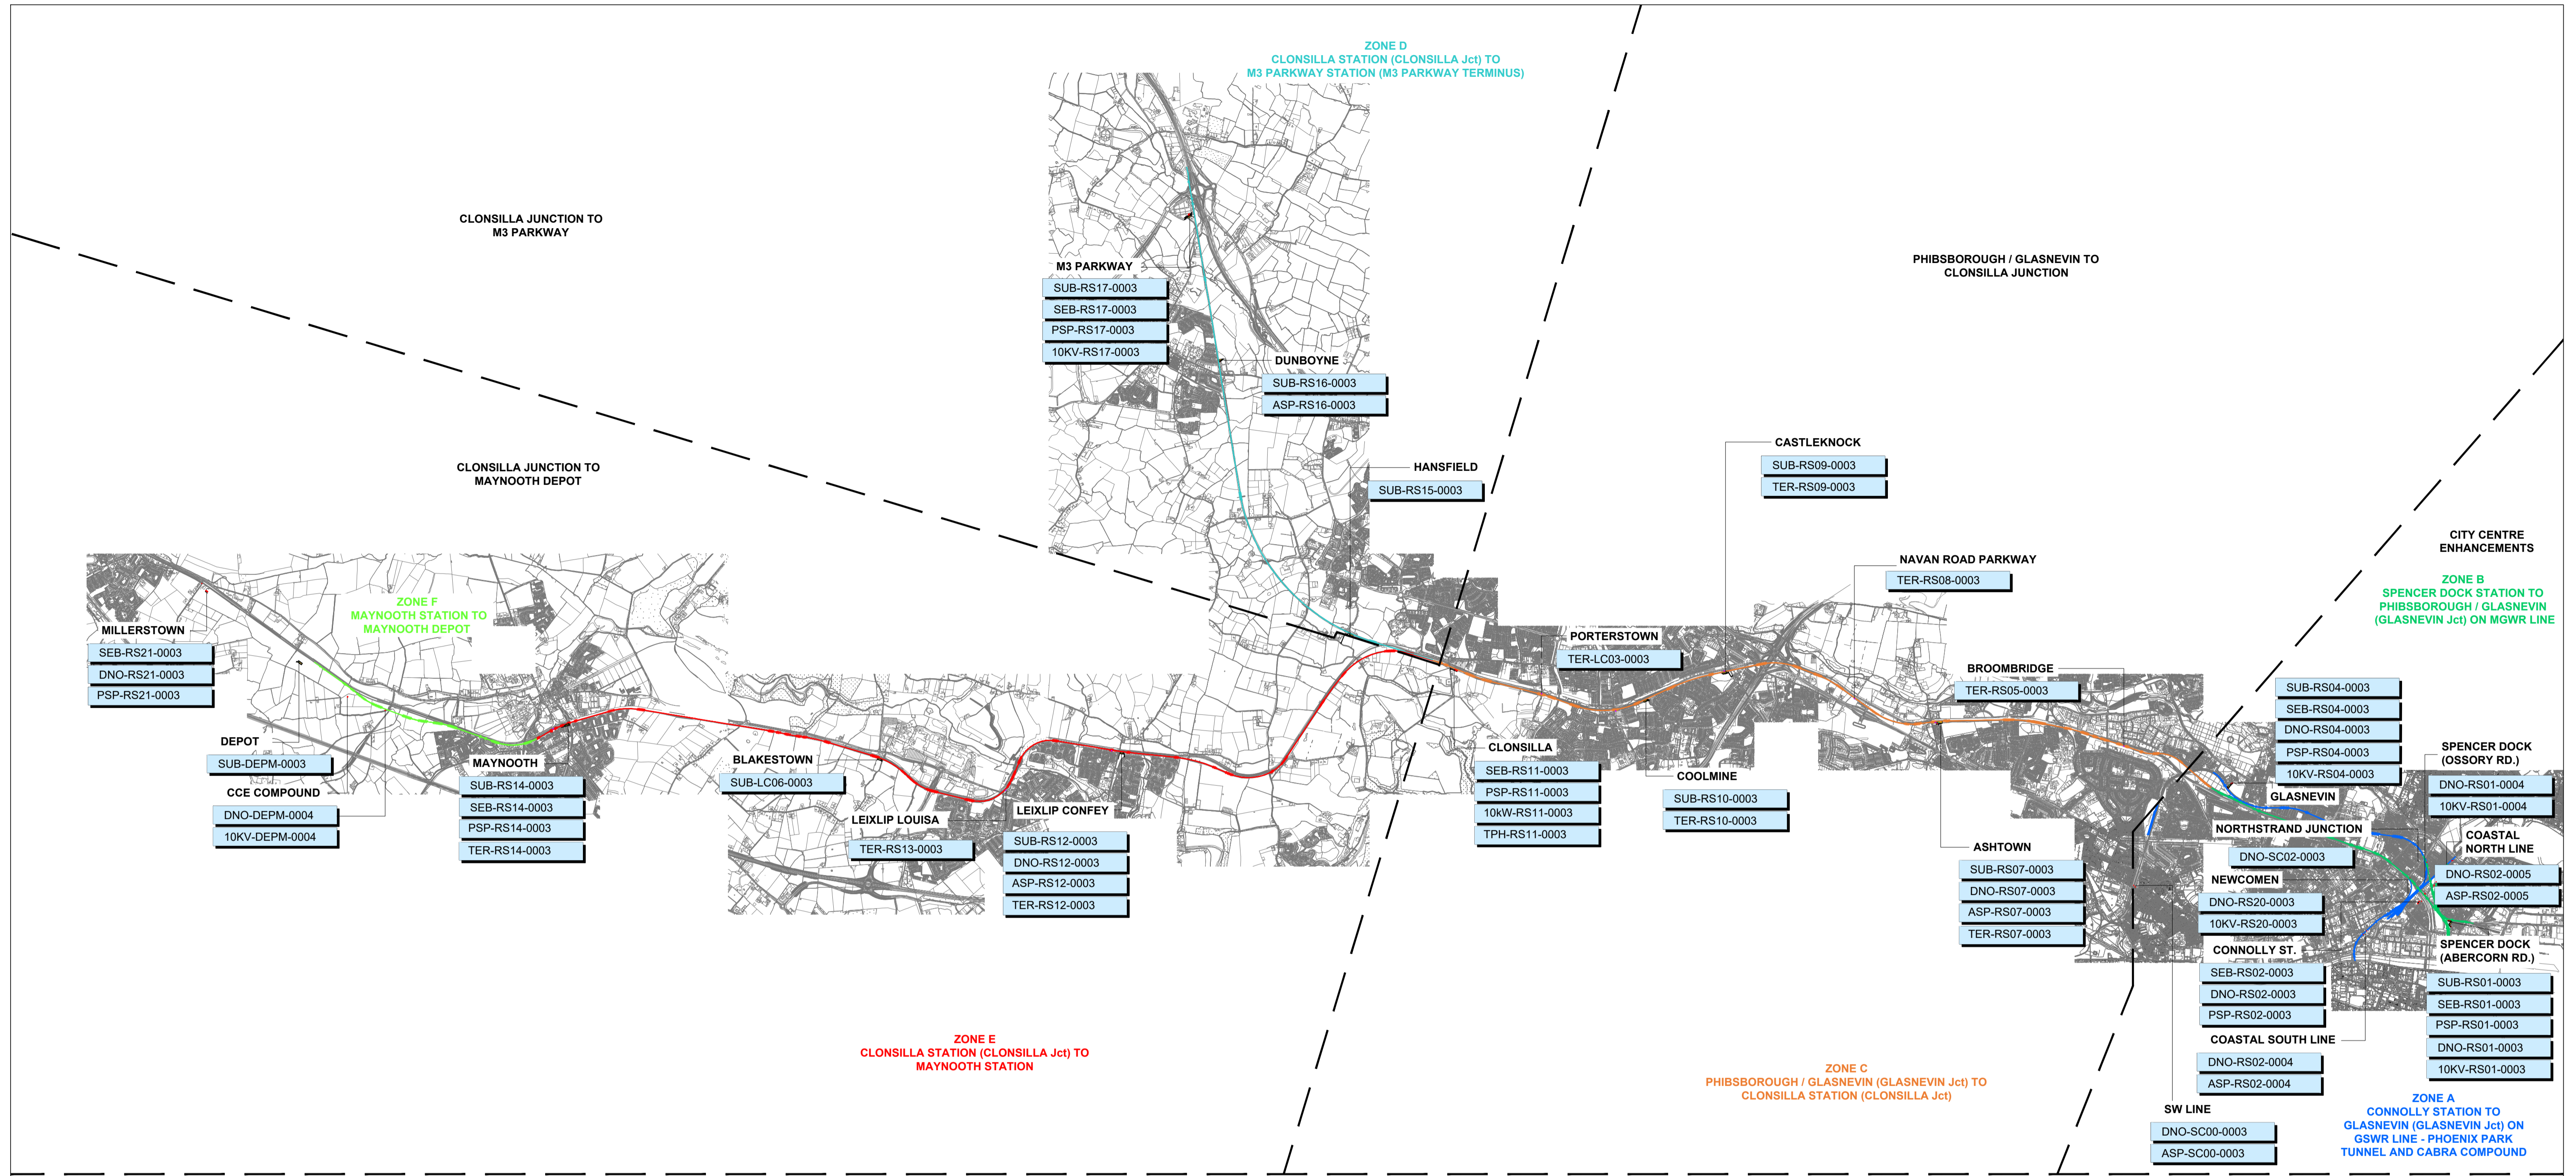 ZONE D
CLONSILLA STATION (CLONSILLA Jct) TO
M3 PARKWAY STATION (M3 PARKWAY TERMINUS)
CLONSILLA JUNCTION TO
M3 PARKWAY
PHIBSBOROUGH / GLASNEVIN TO
CLONSILLA JUNCTION
M3 PARKWAY
SUB-RS17-0003
SEB-RS17-0003
PSP-RS17-0003
10KV-RS17-0003
DUNBOYNE
SUB-RS16-0003
ASP-RS16-0003
CLONSILLA JUNCTION TO
MAYNOOTH DEPOT
HANSFIELD
SUB-RS15-0003
CASTLEKNOCK
SUB-RS09-0003
TER-RS09-0003
NAVAN ROAD PARKWAY
TER-RS08-0003
CITY CENTRE
ENHANCEMENTS
ZONE B
SPENCER DOCK STATION TO
PHIBSBOROUGH / GLASNEVIN
(GLASNEVIN Jct) ON MGWR LINE
ZONE F
MAYNOOTH STATION TO
MAYNOOTH DEPOT
MILLERSTOWN
SEB-RS21-0003
DNO-RS21-0003
PSP-RS21-0003
DEPOT
SUB-DEPM-0003
CCE COMPOUND
DNO-DEPM-0004
10KV-DEPM-0004
MAYNOOTH
SUB-RS14-0003
SEB-RS14-0003
PSP-RS14-0003
TER-RS14-0003
BLAKESTOWN
SUB-LC06-0003
LEIXLIP LOUISA
TER-RS13-0003
LEIXLIP CONFEY
SUB-RS12-0003
DNO-RS12-0003
ASP-RS12-0003
TER-RS12-0003
PORTERSTOWN
TER-LC03-0003
CLONSILLA
SEB-RS11-0003
PSP-RS11-0003
10kW-RS11-0003
TPH-RS11-0003
COOLMINE
SUB-RS10-0003
TER-RS10-0003
BROOMBRIDGE
TER-RS05-0003
ASHTOWN
SUB-RS07-0003
DNO-RS07-0003
ASP-RS07-0003
TER-RS07-0003
SUB-RS04-0003
SEB-RS04-0003
DNO-RS04-0003
PSP-RS04-0003
10KV-RS04-0003
GLASNEVIN
SPENCER DOCK
(OSSORY RD.)
DNO-RS01-0004
10KV-RS01-0004
NORTHSTRAND JUNCTION
DNO-SC02-0003
COASTAL
NORTH LINE
DNO-RS02-0005
ASP-RS02-0005
NEWCOMEN
DNO-RS20-0003
10KV-RS20-0003
CONNOLLY ST.
SEB-RS02-0003
DNO-RS02-0003
PSP-RS02-0003
SPENCER DOCK
(ABERCORN RD.)
SUB-RS01-0003
SEB-RS01-0003
PSP-RS01-0003
DNO-RS01-0003
10KV-RS01-0003
COASTAL SOUTH LINE
DNO-RS02-0004
ASP-RS02-0004
SW LINE
DNO-SC00-0003
ASP-SC00-0003
ZONE E
CLONSILLA STATION (CLONSILLA Jct) TO
MAYNOOTH STATION
ZONE C
PHIBSBOROUGH / GLASNEVIN (GLASNEVIN Jct) TO
CLONSILLA STATION (CLONSILLA Jct)
ZONE A
CONNOLLY STATION TO
GLASNEVIN (GLASNEVIN Jct) ON
GSWR LINE - PHOENIX PARK
TUNNEL AND CABRA COMPOUND